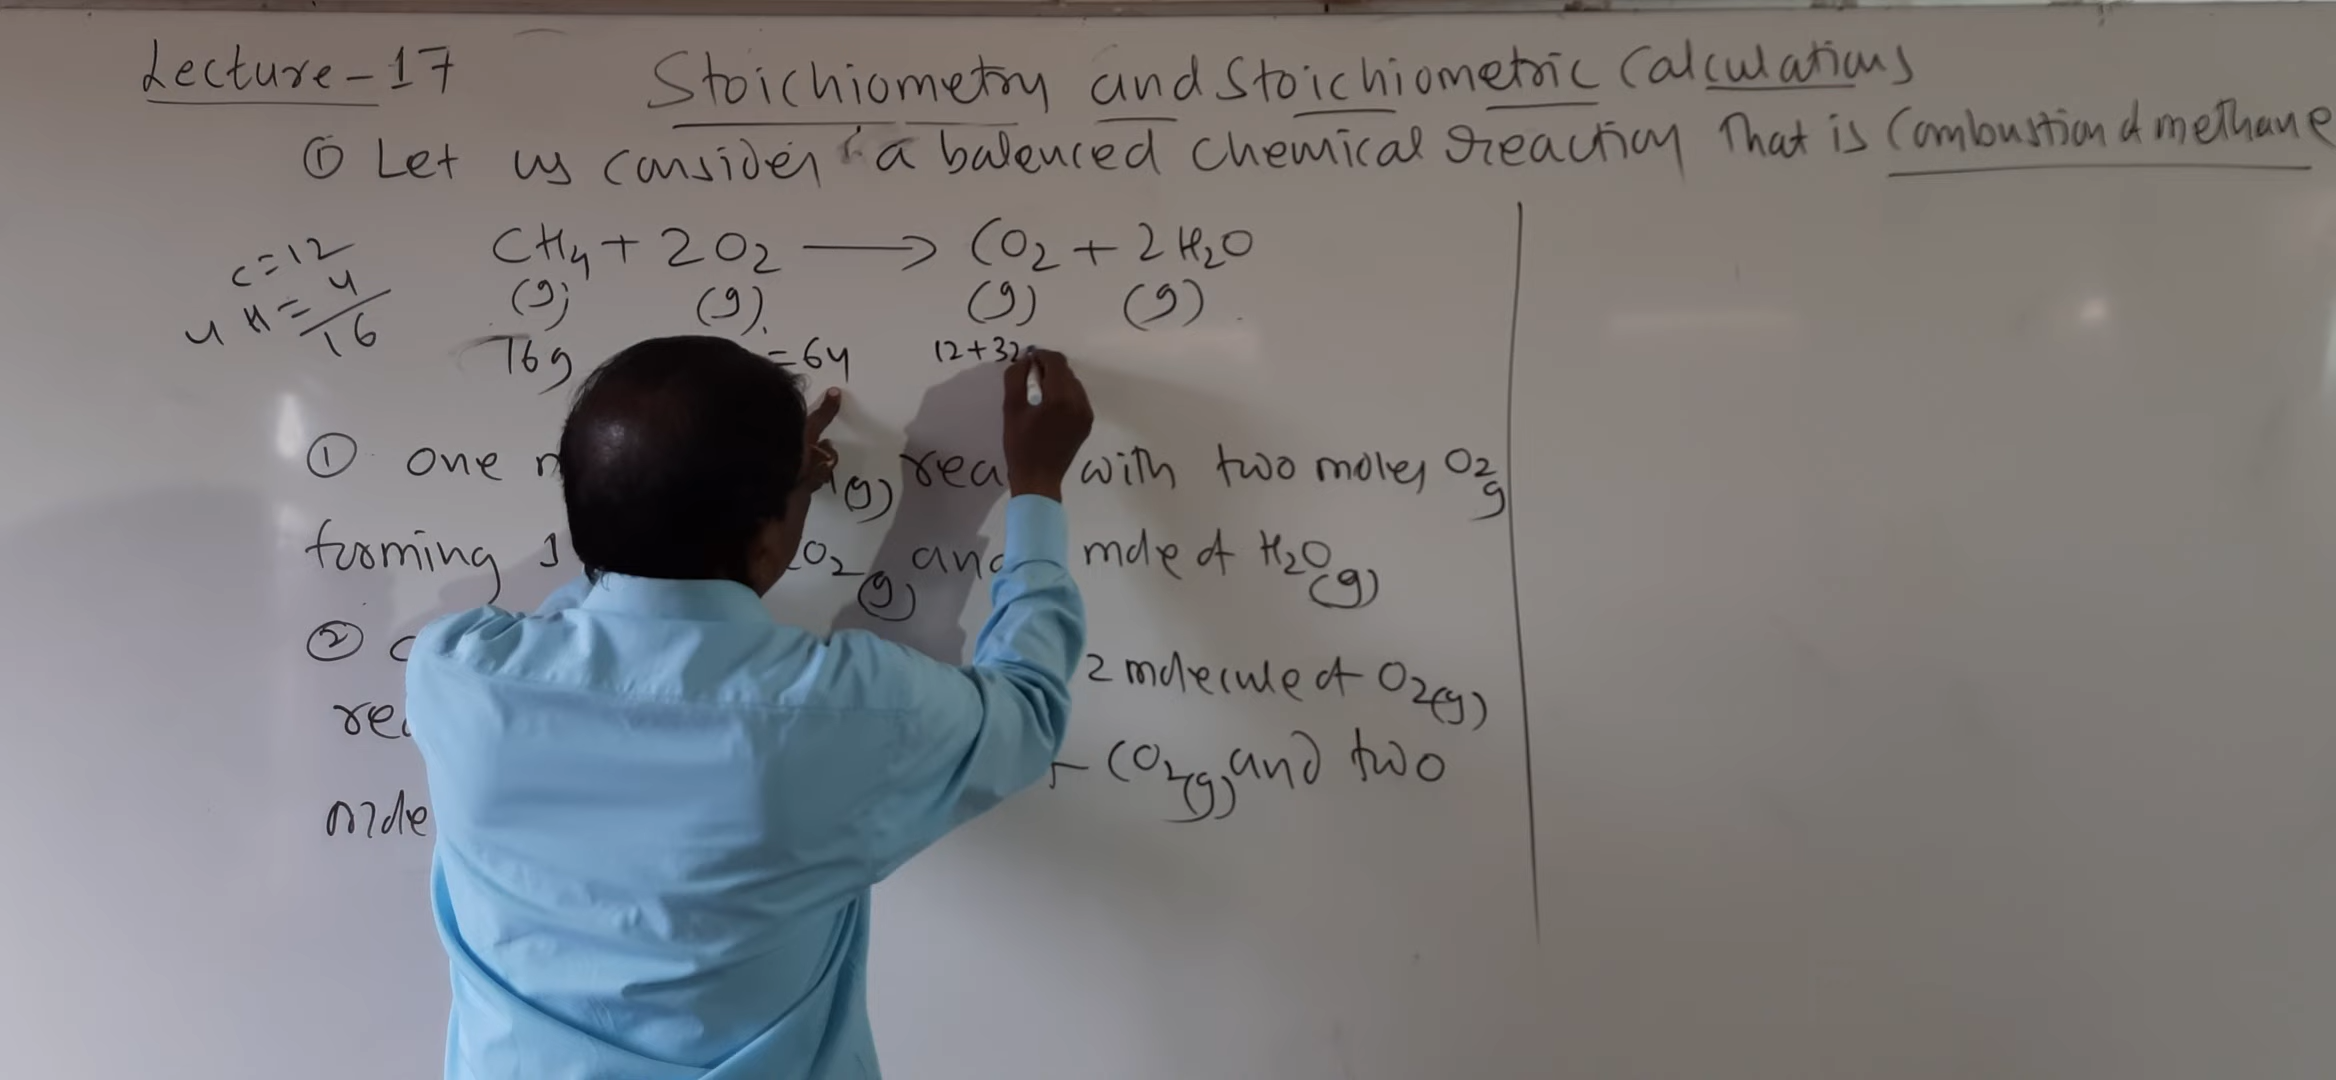 Lecture-17
Stoichiometry and Stoichiometric Calculations
① Let us consider a balenced chemical reaction That is Combustion of methane
C=12
4H=4
16
CH4 + 2O2 ⟶ CO2 + 2H2O
(g) (g) (g) (g)
16g =64 12+32
① one (g) with two moles O2 g
forming 1 O2 (g) and mole of H2O(g)
② 2 molecule of O2(g)
CO2(g) and two